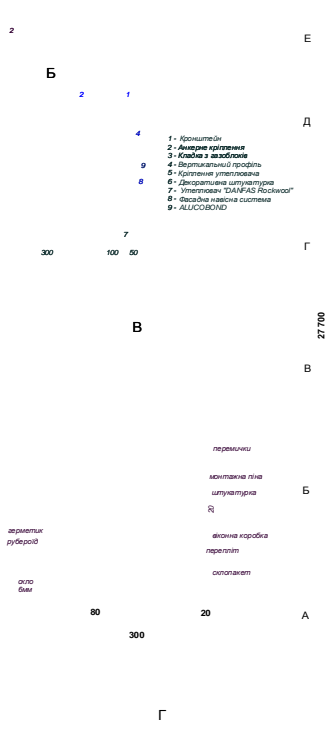 2
Е
Б
2 1
Д
4
1 - Кронштейн
2 - Анкерне кріплення
3 - Кладка з газоблоків
4 - Вертикальний профіль
5 - Кріплення утеплювача
6 - Декоративна штукатурка
7 - Утеплювач "DANFAS Rockwool"
8 - Фасадна навісна система
9 - ALUCOBOND
9
8
7
Г
300 100 50
27 700
В
В
перемички
монтажна піна
Б
штукатурка
20
герметик
рубероїд
віконна коробка
перепліт
склопакет
скло
6мм
80 20
А
300
Г